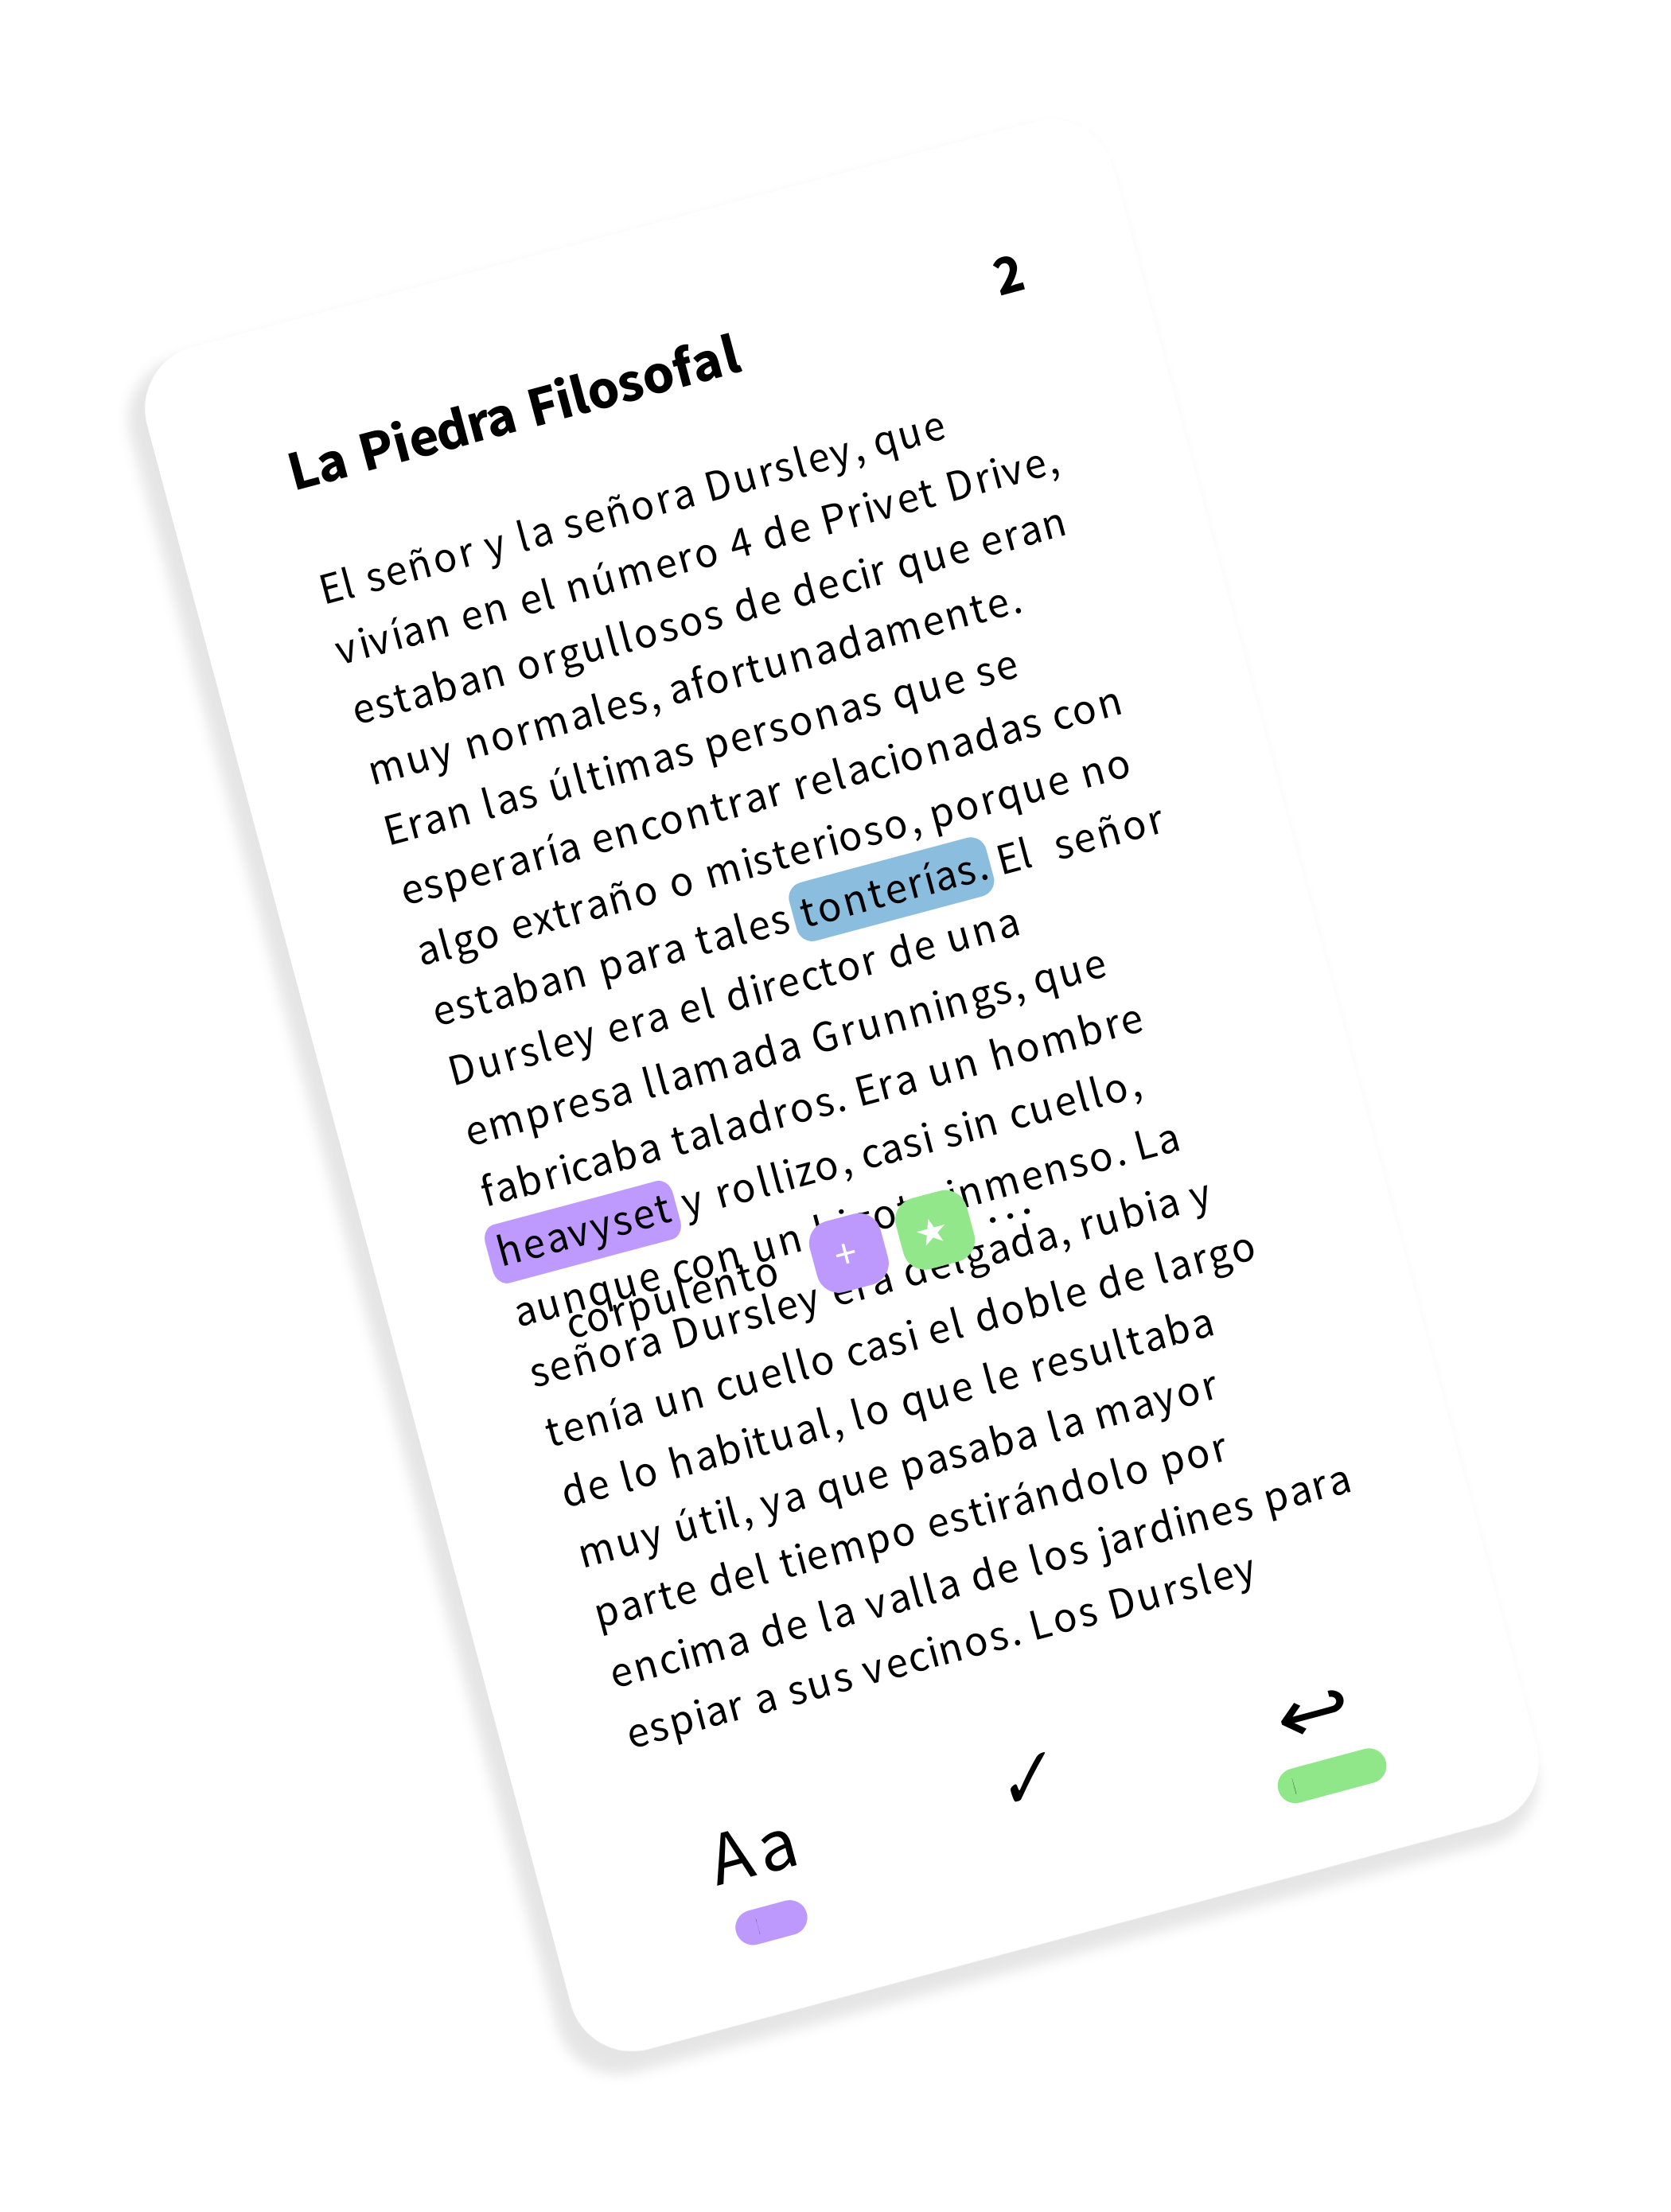 2
La Piedra Filosofal
El señor y la señora Dursley, que
vivían en el número 4 de Privet Drive,
estaban orgullosos de decir que eran
muy normales, afortunadamente.
Eran las últimas personas que se
esperaría encontrar relacionadas con
algo extraño o misterioso, porque no
estaban para tales tonterías. El señor
Dursley era el director de una
empresa llamada Grunnings, que
fabricaba taladros. Era un hombre
heavyset y rollizo, casi sin cuello,
aunque con un inmenso. La
corpulento + ★ ...
señora Dursley era delgada, rubia y
tenía un cuello casi el doble de largo
de lo habitual, lo que le resultaba
muy útil, ya que pasaba la mayor
parte del tiempo estirándolo por
encima de la valla de los jardines para
espiar a sus vecinos. Los Dursley
Aa ✓ ↩